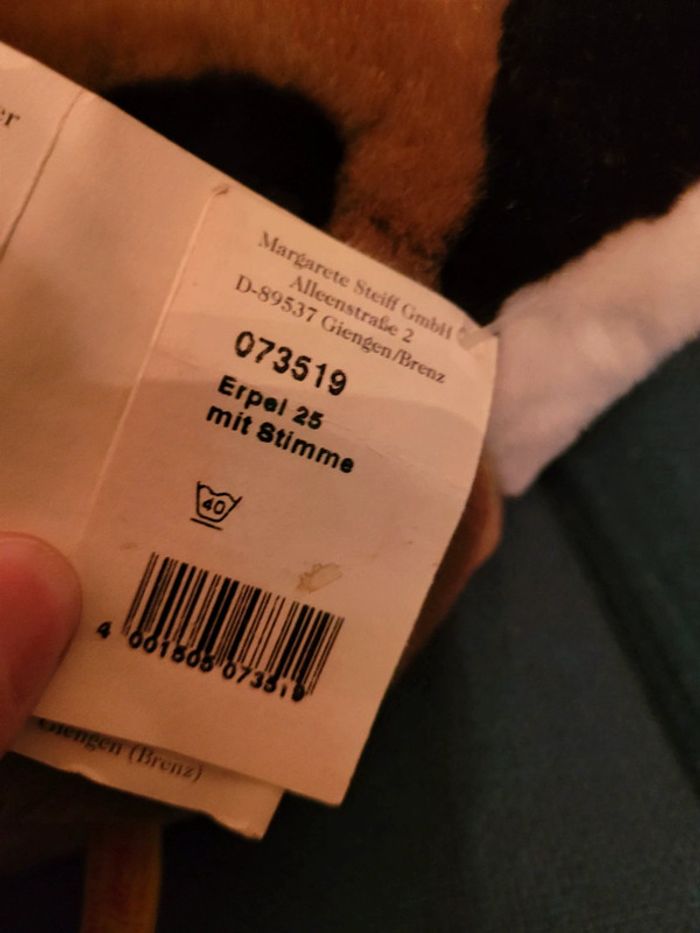 er
Margarete Steiff GmbH
Alleenstraße 2
D-89537 Giengen/Brenz
073519
Erpel 25
mit Stimme
40
4 001505 073519
Giengen (Brenz)